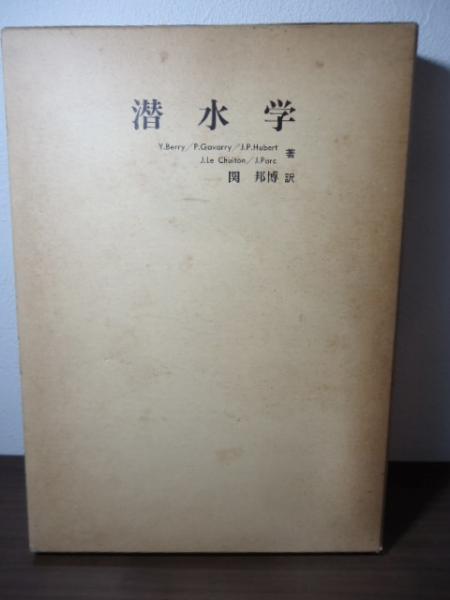 潜水学
Y.Berry/P.Gavarry/J.P.Hubert
J.Le Chuiton/J.Parc 著
関 邦博 訳